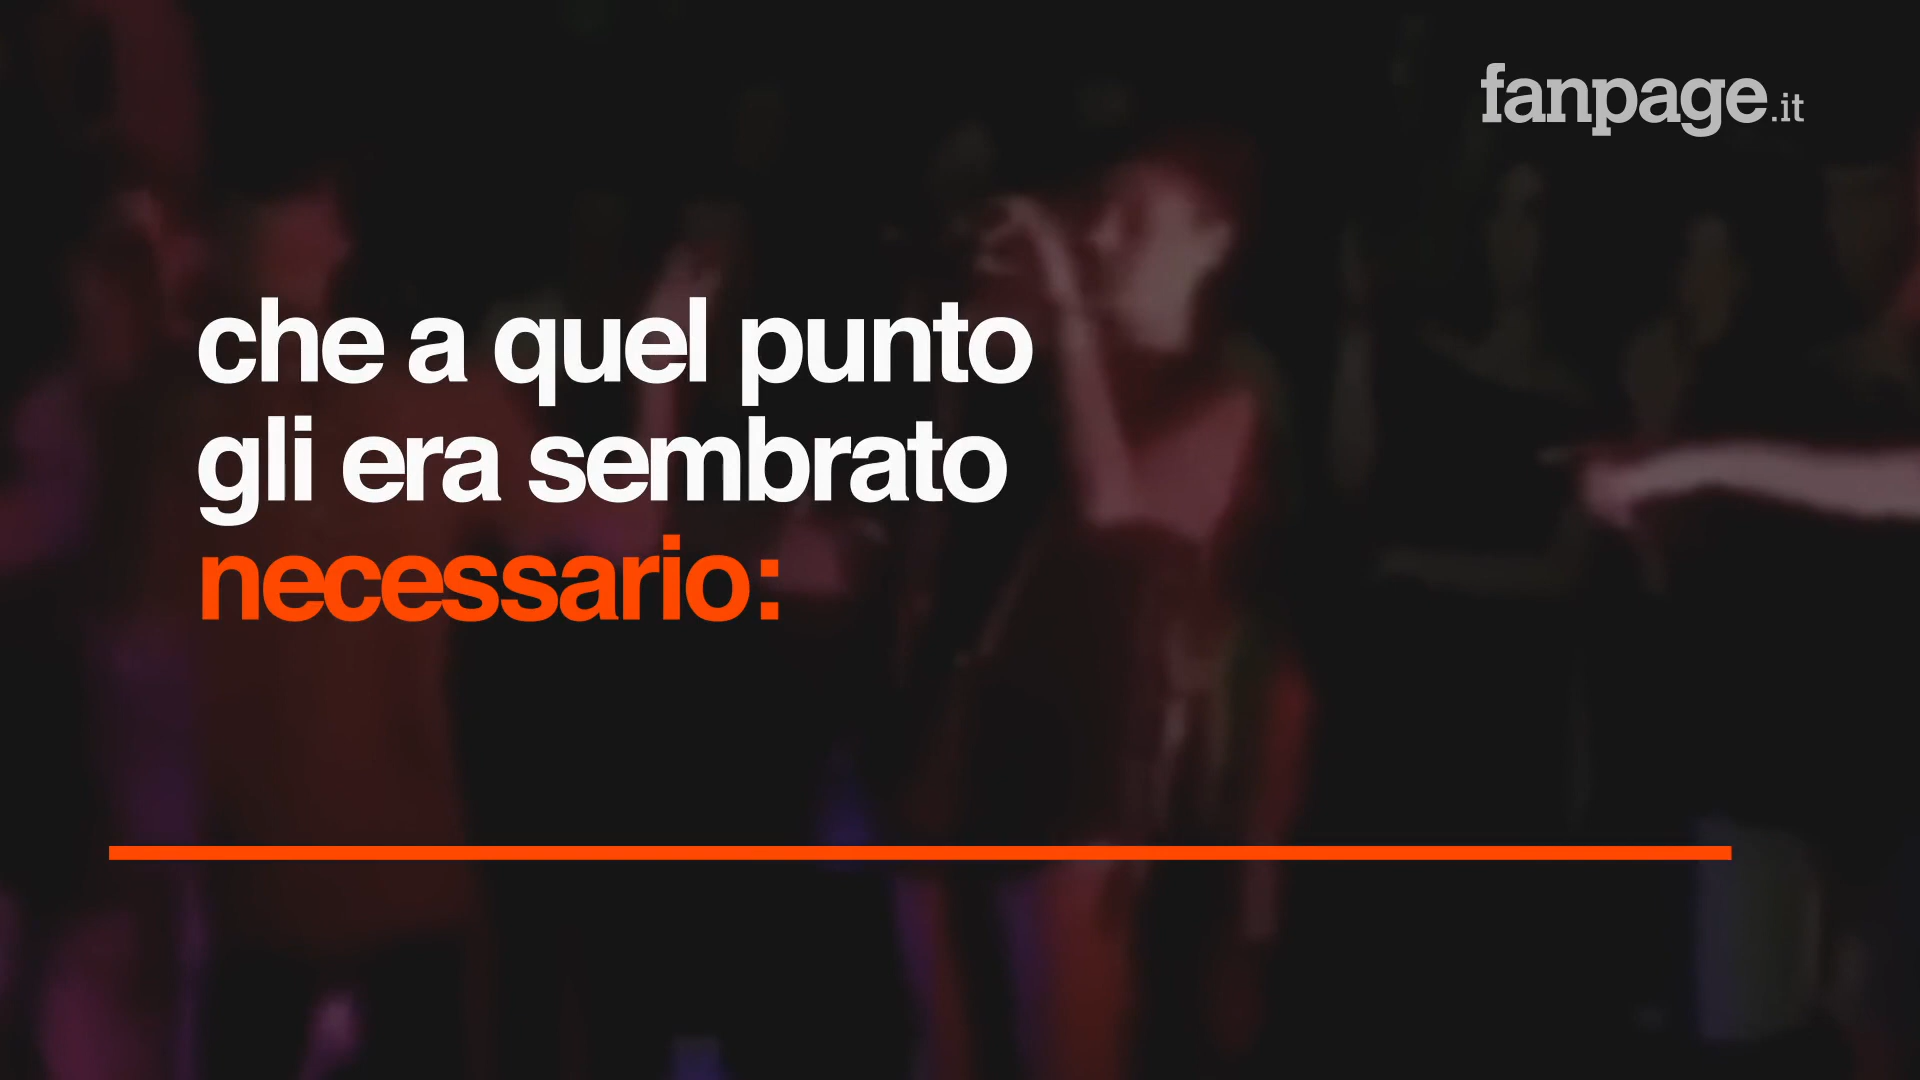 fanpage.it
che a quel punto
gli era sembrato
necessario: